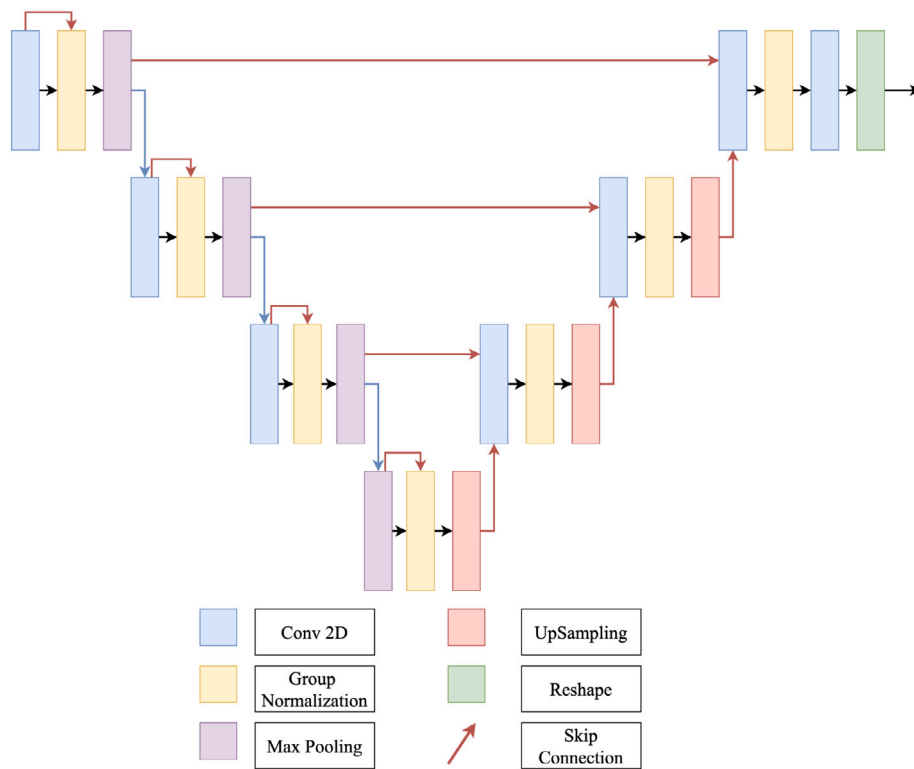 Conv 2D
UpSampling
Group
Normalization
Reshape
Max Pooling
Skip
Connection